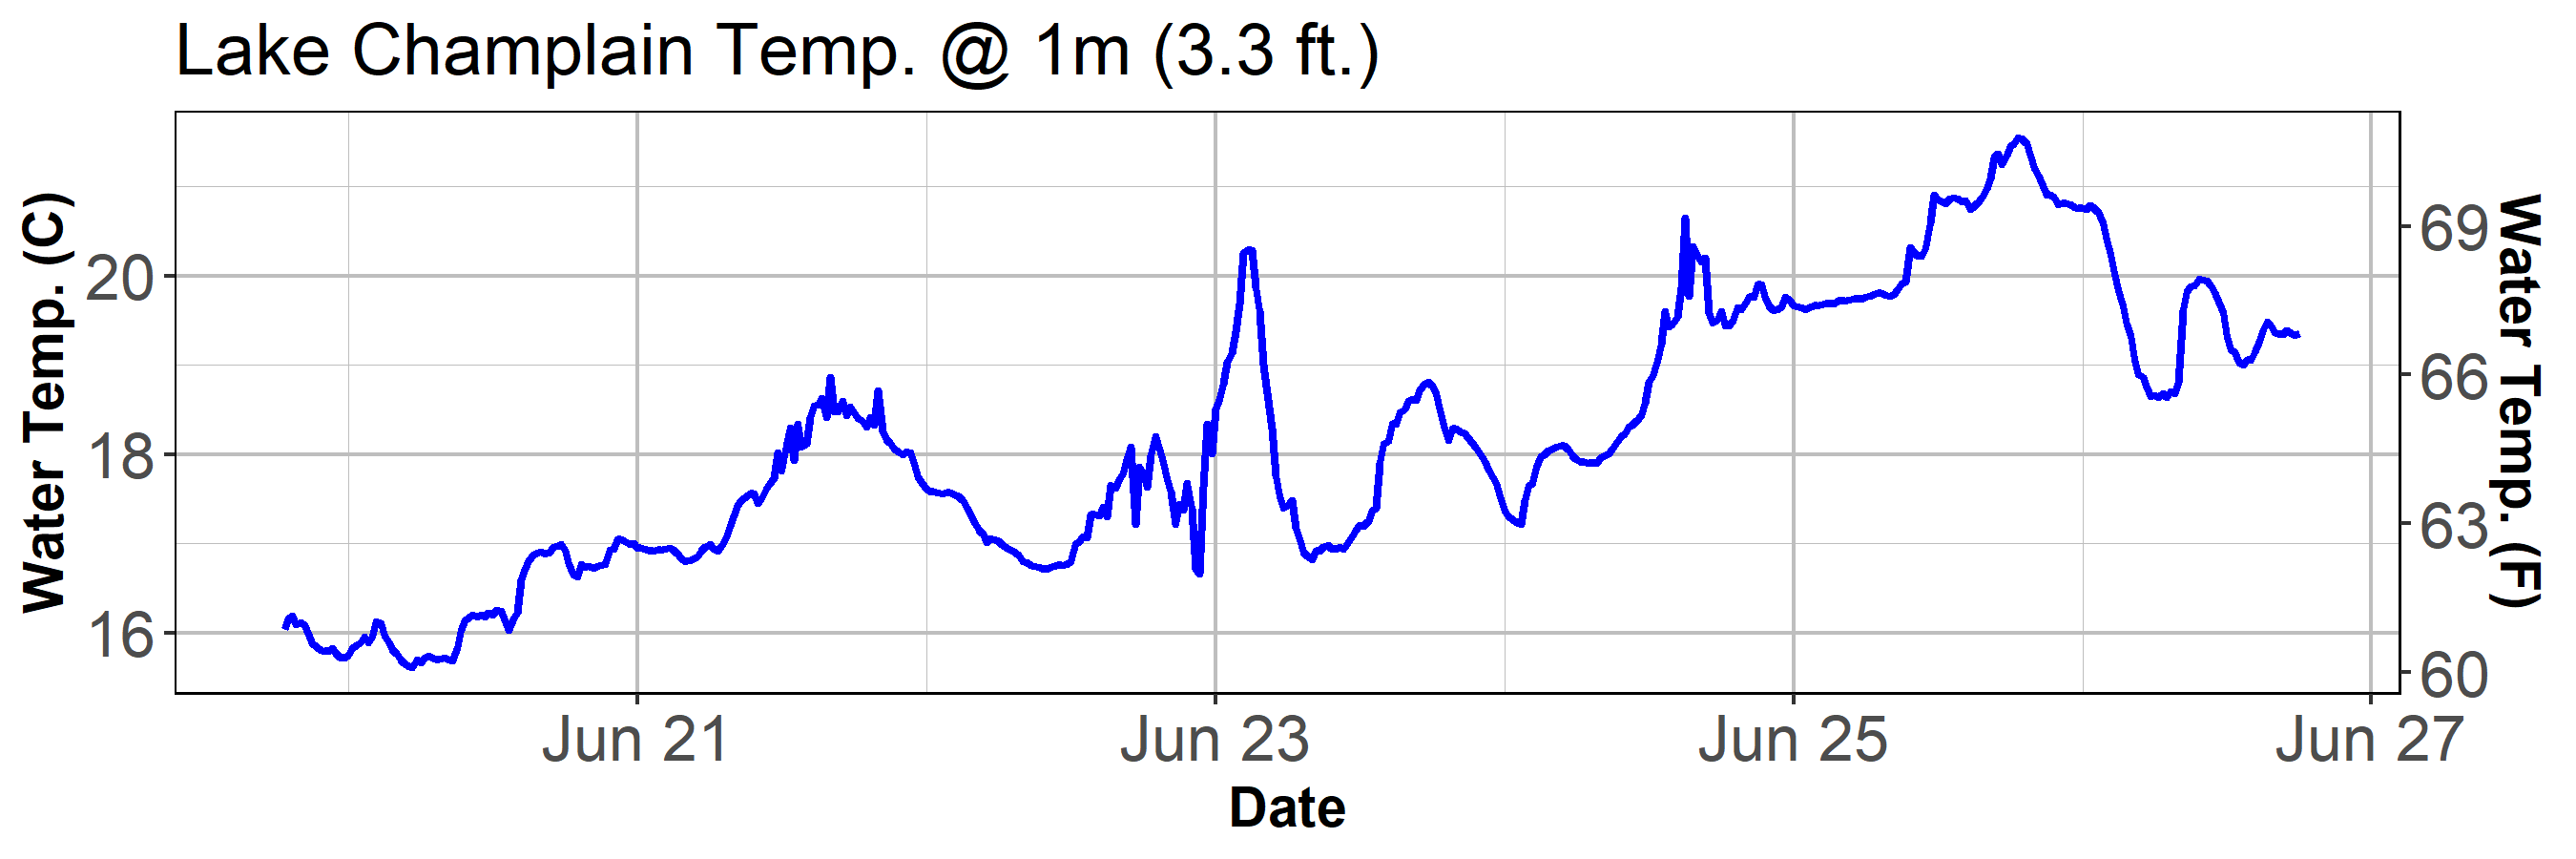 Lake Champlain Temp. @ 1m (3.3 ft.)
Water Temp. (C)
20
18
16
69
66
63
60
Water Temp. (F)
Jun 21
Jun 23
Jun 25
Jun 27
Date